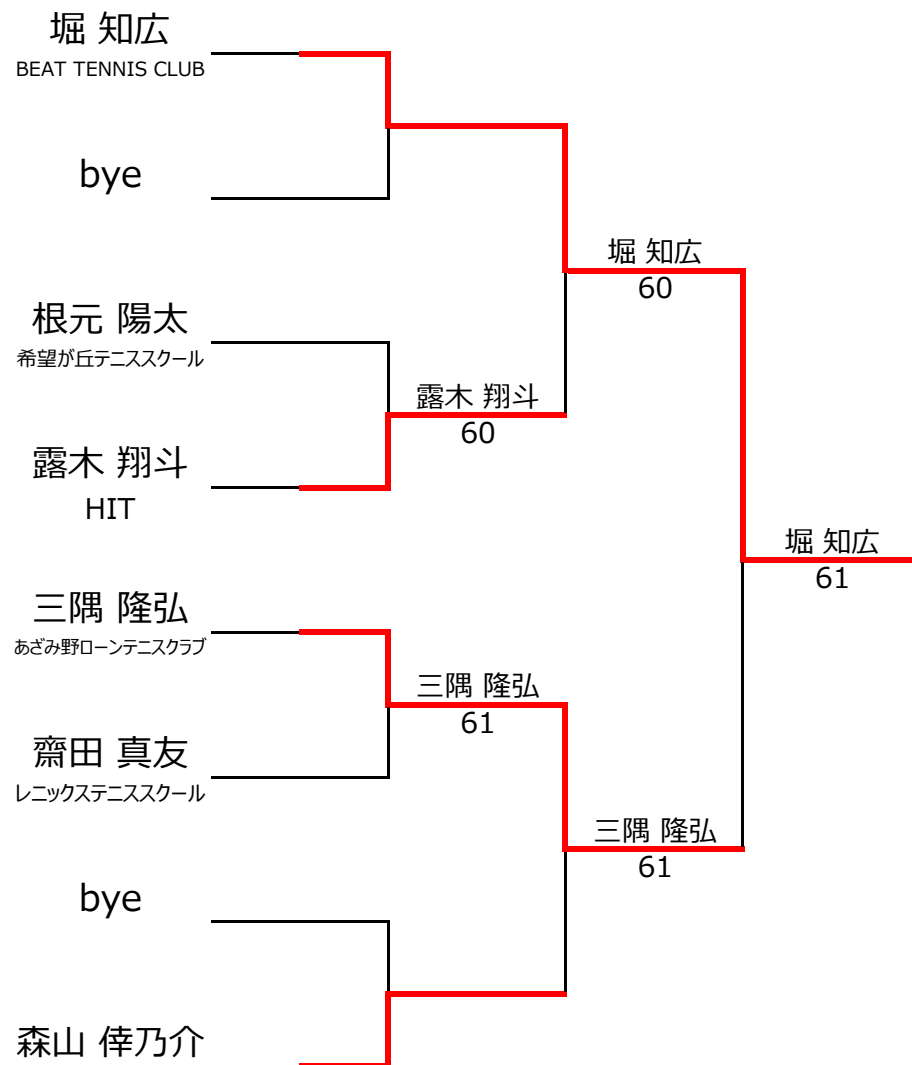 堀 知広
BEAT TENNIS CLUB
bye
根元 陽太
希望が丘テニススクール
露木 翔斗
HIT
三隅 隆弘
あざみ野ローンテニスクラブ
齋田 真友
レニックステニススクール
bye
森山 倖乃介
露木 翔斗
60
三隅 隆弘
61
堀 知広
60
三隅 隆弘
61
堀 知広
61